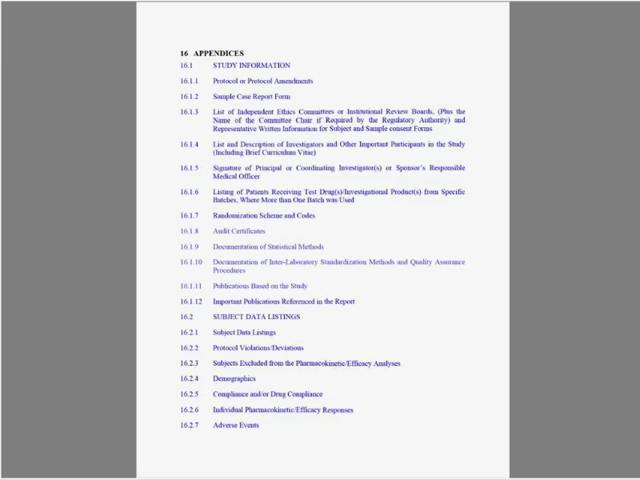 16 APPENDICES
16.1 STUDY INFORMATION
16.1.1 Protocol or Protocol Amendments
16.1.2 Sample Case Report Form
16.1.3 List of Independent Ethics Committees or Institutional Review Boards, (Plus the
Name of the Committee Chair if Required by the Regulatory Authority) and
Representative Written Information for Subject and Sample consent Forms
16.1.4 List and Description of Investigators and Other Important Participants in the Study
(Including Brief Curriculum Vitae)
16.1.5 Signature of Principal or Coordinating Investigator(s) or Sponsor's Responsible
Medical Officer
16.1.6 Listing of Patients Receiving Test Drug(s)/Investigational Product(s) from Specific
Batches, Where More than One Batch was Used
16.1.7 Randomization Scheme and Codes
16.1.8 Audit Certificates
16.1.9 Documentation of Statistical Methods
16.1.10 Documentation of Inter-Laboratory Standardization Methods and Quality Assurance
Procedures
16.1.11 Publications Based on the Study
16.1.12 Important Publications Referenced in the Report
16.2 SUBJECT DATA LISTINGS
16.2.1 Subject Data Listings
16.2.2 Protocol Violations/Deviations
16.2.3 Subjects Excluded from the Pharmacokinetic/Efficacy Analyses
16.2.4 Demographics
16.2.5 Compliance and/or Drug Compliance
16.2.6 Individual Pharmacokinetic/Efficacy Responses
16.2.7 Adverse Events